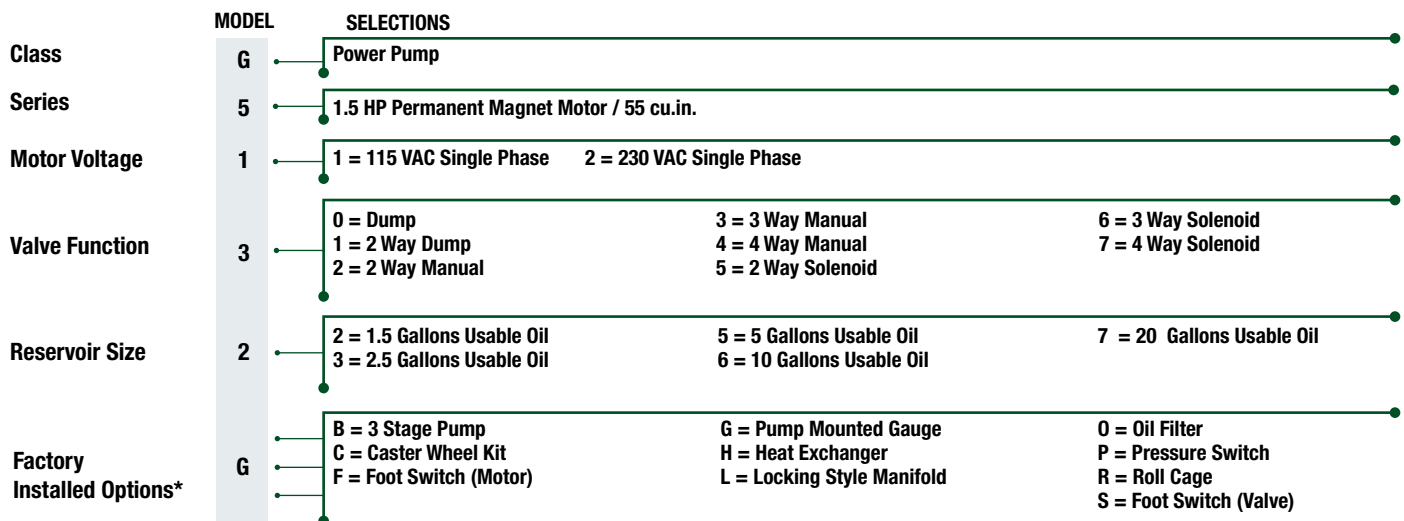 MODEL SELECTIONS
Class G Power Pump
Series 5 1.5 HP Permanent Magnet Motor / 55 cu.in.
Motor Voltage 1 1 = 115 VAC Single Phase 2 = 230 VAC Single Phase
0 = Dump 3 = 3 Way Manual 6 = 3 Way Solenoid
Valve Function 3 1 = 2 Way Dump 4 = 4 Way Manual 7 = 4 Way Solenoid
2 = 2 Way Manual 5 = 2 Way Solenoid
2 = 1.5 Gallons Usable Oil 5 = 5 Gallons Usable Oil 7 = 20 Gallons Usable Oil
Reservoir Size 2 3 = 2.5 Gallons Usable Oil 6 = 10 Gallons Usable Oil
B = 3 Stage Pump G = Pump Mounted Gauge O = Oil Filter
Factory G C = Caster Wheel Kit H = Heat Exchanger P = Pressure Switch
Installed Options* F = Foot Switch (Motor) L = Locking Style Manifold R = Roll Cage
S = Foot Switch (Valve)